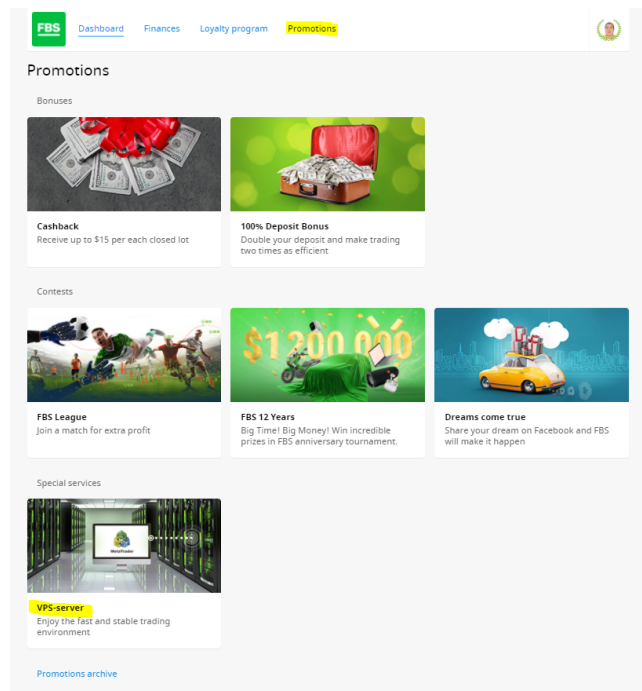 FBS
Dashboard
Finances
Loyalty program
Promotions
Promotions
Bonuses
Cashback
Receive up to $15 per each closed lot
100% Deposit Bonus
Double your deposit and make trading
two times as efficient
Contests
$1 200 000
FBS League
Join a match for extra profit
FBS 12 Years
Big Time! Big Money! Win incredible
prizes in FBS anniversary tournament.
Dreams come true
Share your dream on Facebook and FBS
will make it happen
Special services
MetaTrader
VPS-server
Enjoy the fast and stable trading
environment
Promotions archive